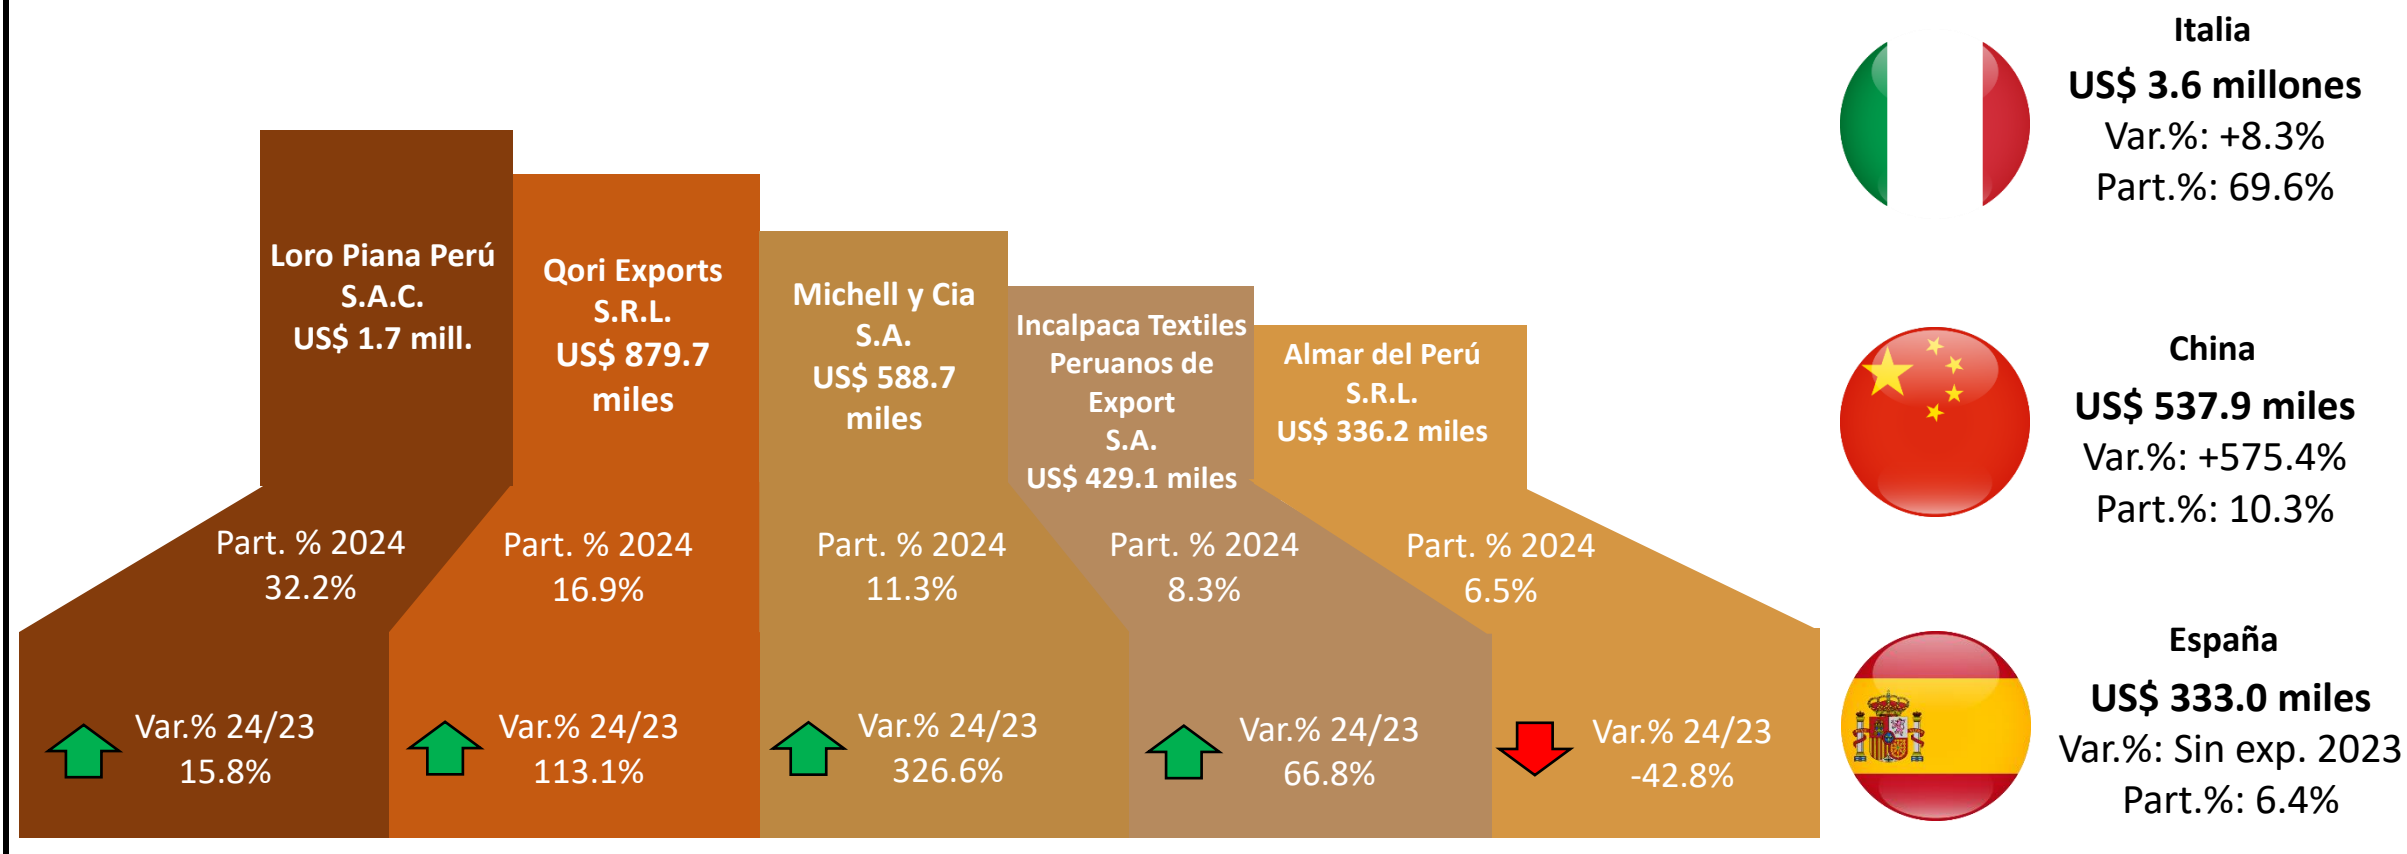 Loro Piana Perú
S.A.C.
US$ 1.7 mill.
Part. % 2024
32.2%
Var.% 24/23
15.8%
Qori Exports
S.R.L.
US$ 879.7
miles
Part. % 2024
16.9%
Var.% 24/23
113.1%
Michell y Cia
S.A.
US$ 588.7
miles
Part. % 2024
11.3%
Var.% 24/23
326.6%
Incalpaca Textiles
Peruanos de
Export
S.A.
US$ 429.1 miles
Part. % 2024
8.3%
Var.% 24/23
66.8%
Almar del Perú
S.R.L.
US$ 336.2 miles
Part. % 2024
6.5%
Var.% 24/23
-42.8%
Italia
US$ 3.6 millones
Var.%: +8.3%
Part.%: 69.6%
China
US$ 537.9 miles
Var.%: +575.4%
Part.%: 10.3%
España
US$ 333.0 miles
Var.%: Sin exp. 2023
Part.%: 6.4%